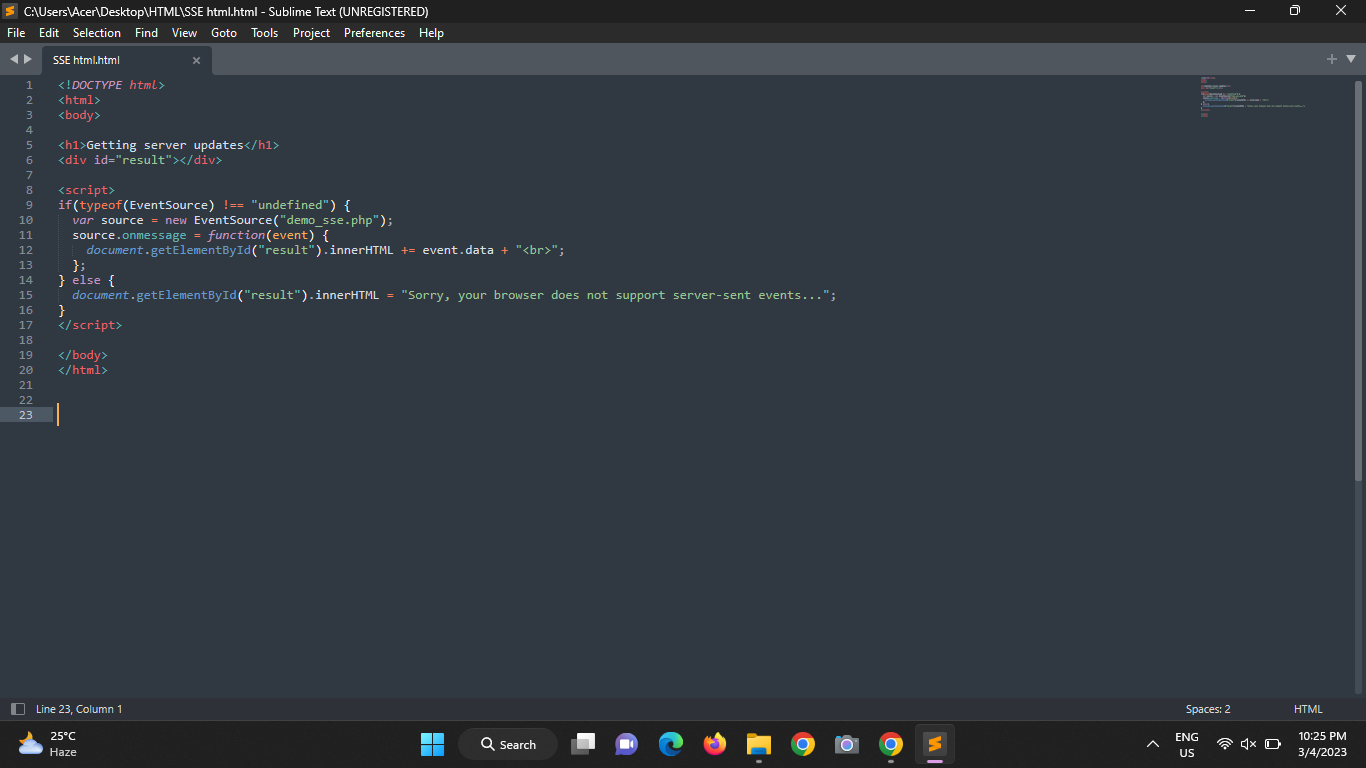 C:\Users\Acer\Desktop\HTML\SSE html.html - Sublime Text (UNREGISTERED)
File Edit Selection Find View Goto Tools Project Preferences Help
SSE html.html
1 <!DOCTYPE html>
2 <html>
3 <body>
4
5 <h1>Getting server updates</h1>
6 <div id="result"></div>
7
8 <script>
9 if(typeof(EventSource) !== "undefined") {
10   var source = new EventSource("demo_sse.php");
11   source.onmessage = function(event) {
12     document.getElementById("result").innerHTML += event.data + "<br>";
13   };
14 } else {
15   document.getElementById("result").innerHTML = "Sorry, your browser does not support server-sent events...";
16 }
17 </script>
18
19 </body>
20 </html>
21
22
23
Line 23, Column 1
Spaces: 2
HTML
25°C
Haze
Search
ENG
US
10:25 PM
3/4/2023